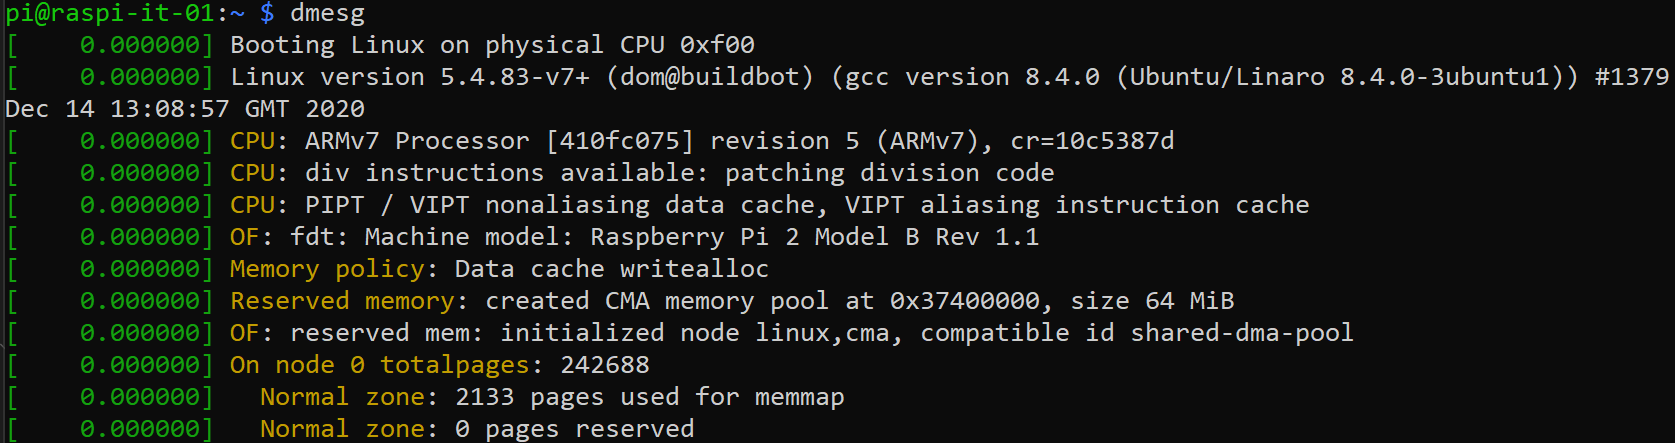 pi@raspi-it-01:~ $ dmesg
[    0.000000] Booting Linux on physical CPU 0xf00
[    0.000000] Linux version 5.4.83-v7+ (dom@buildbot) (gcc version 8.4.0 (Ubuntu/Linaro 8.4.0-3ubuntu1)) #1379
Dec 14 13:08:57 GMT 2020
[    0.000000] CPU: ARMv7 Processor [410fc075] revision 5 (ARMv7), cr=10c5387d
[    0.000000] CPU: div instructions available: patching division code
[    0.000000] CPU: PIPT / VIPT nonaliasing data cache, VIPT aliasing instruction cache
[    0.000000] OF: fdt: Machine model: Raspberry Pi 2 Model B Rev 1.1
[    0.000000] Memory policy: Data cache writealloc
[    0.000000] Reserved memory: created CMA memory pool at 0x37400000, size 64 MiB
[    0.000000] OF: reserved mem: initialized node linux,cma, compatible id shared-dma-pool
[    0.000000] On node 0 totalpages: 242688
[    0.000000]   Normal zone: 2133 pages used for memmap
[    0.000000]   Normal zone: 0 pages reserved